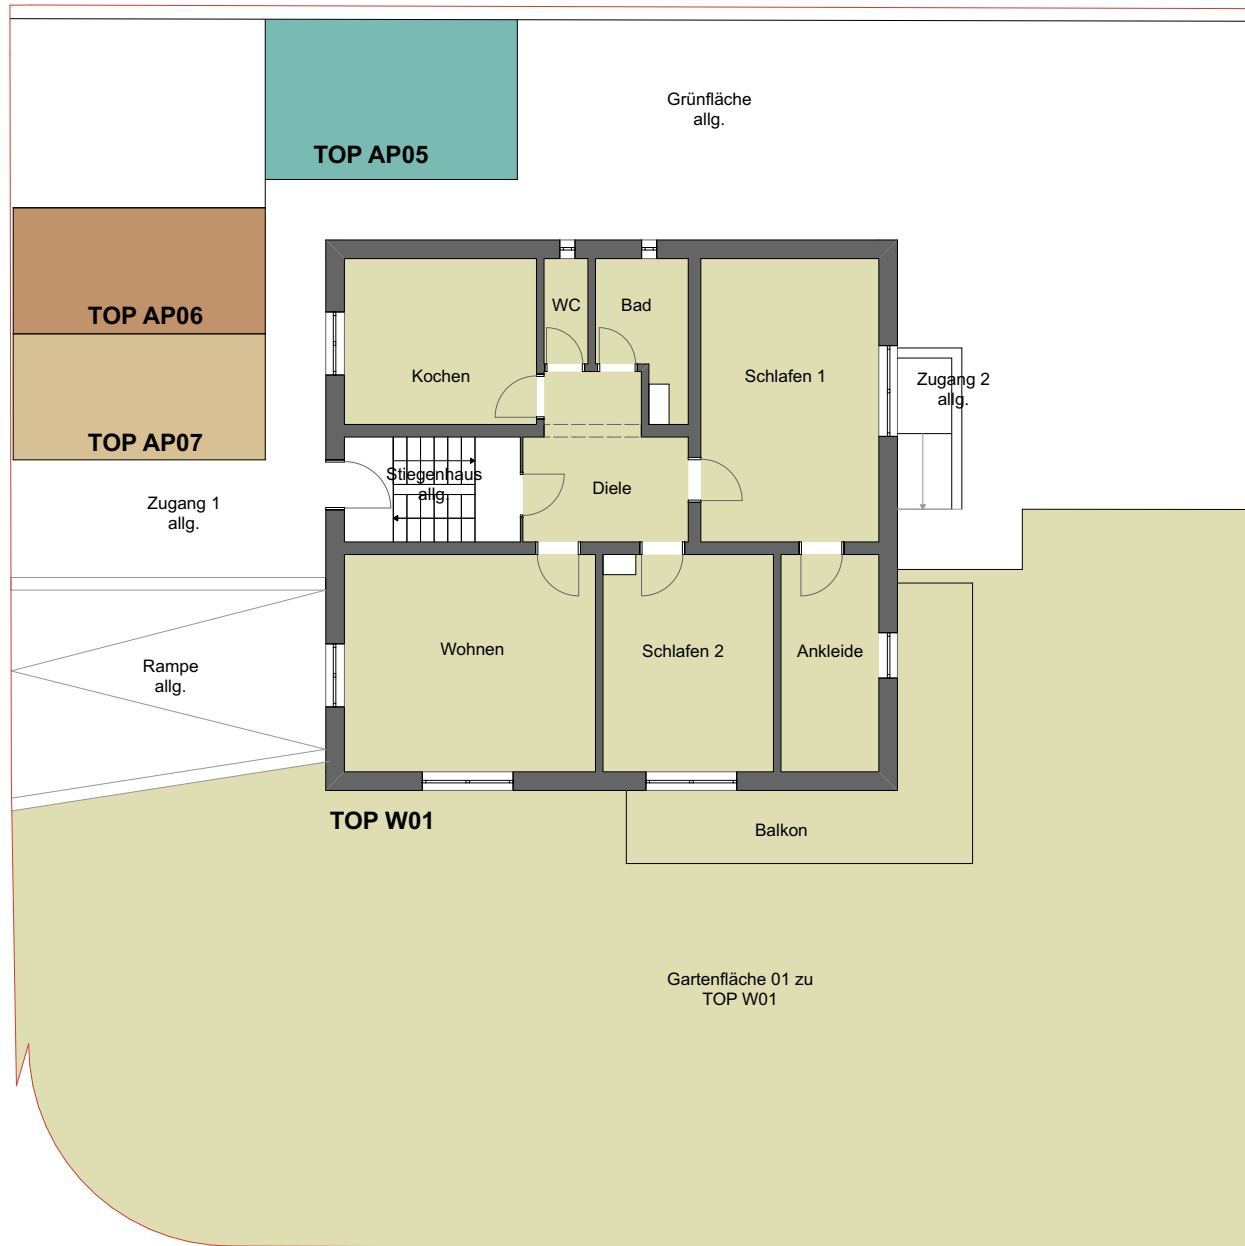 Grünfläche
allg.
TOP AP05
TOP AP06
TOP AP07
WC
Bad
Kochen
Schlafen 1
Zugang 2
allg.
Stiegenhaus
allg.
Diele
Zugang 1
allg.
Wohnen
Schlafen 2
Ankleide
Rampe
allg.
TOP W01
Balkon
Gartenfläche 01 zu
TOP W01